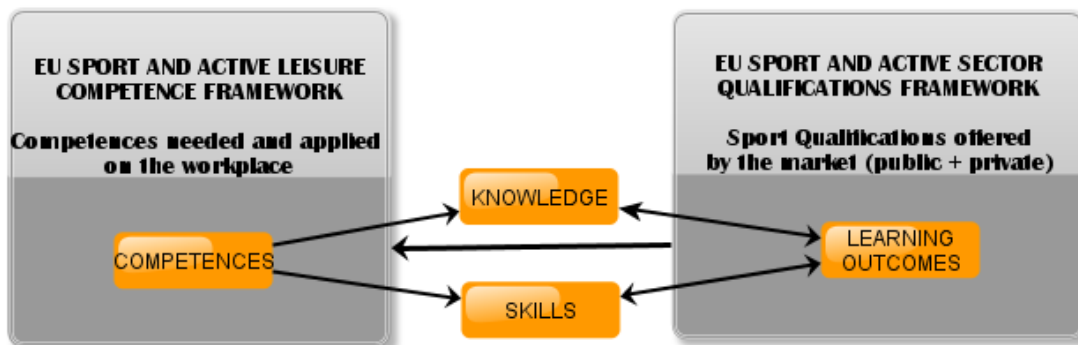 EU SPORT AND ACTIVE LEISURE
COMPETENCE FRAMEWORK
Competences needed and applied
on the workplace
COMPETENCES
KNOWLEDGE
SKILLS
EU SPORT AND ACTIVE SECTOR
QUALIFICATIONS FRAMEWORK
Sport Qualifications offered
by the market (public + private)
LEARNING
OUTCOMES